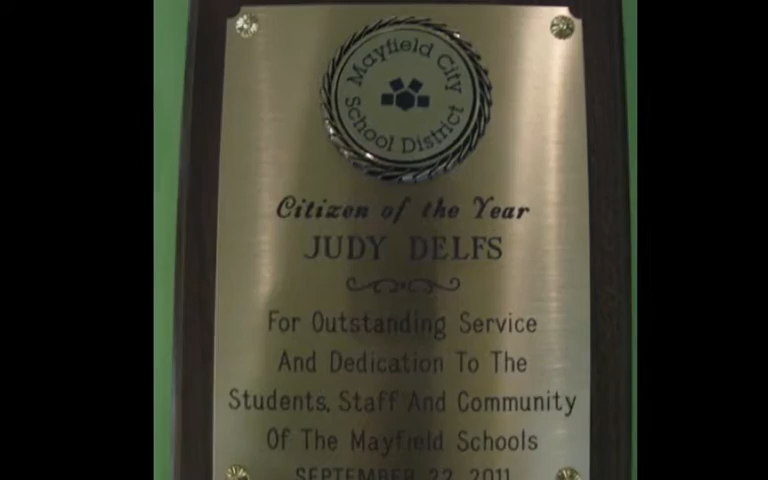 Mayfield City
School District
Citizen of the Year
JUDY DELFS
For Outstanding Service
And Dedication To The
Students, Staff And Community
Of The Mayfield Schools
SEPTEMBER 22, 2011